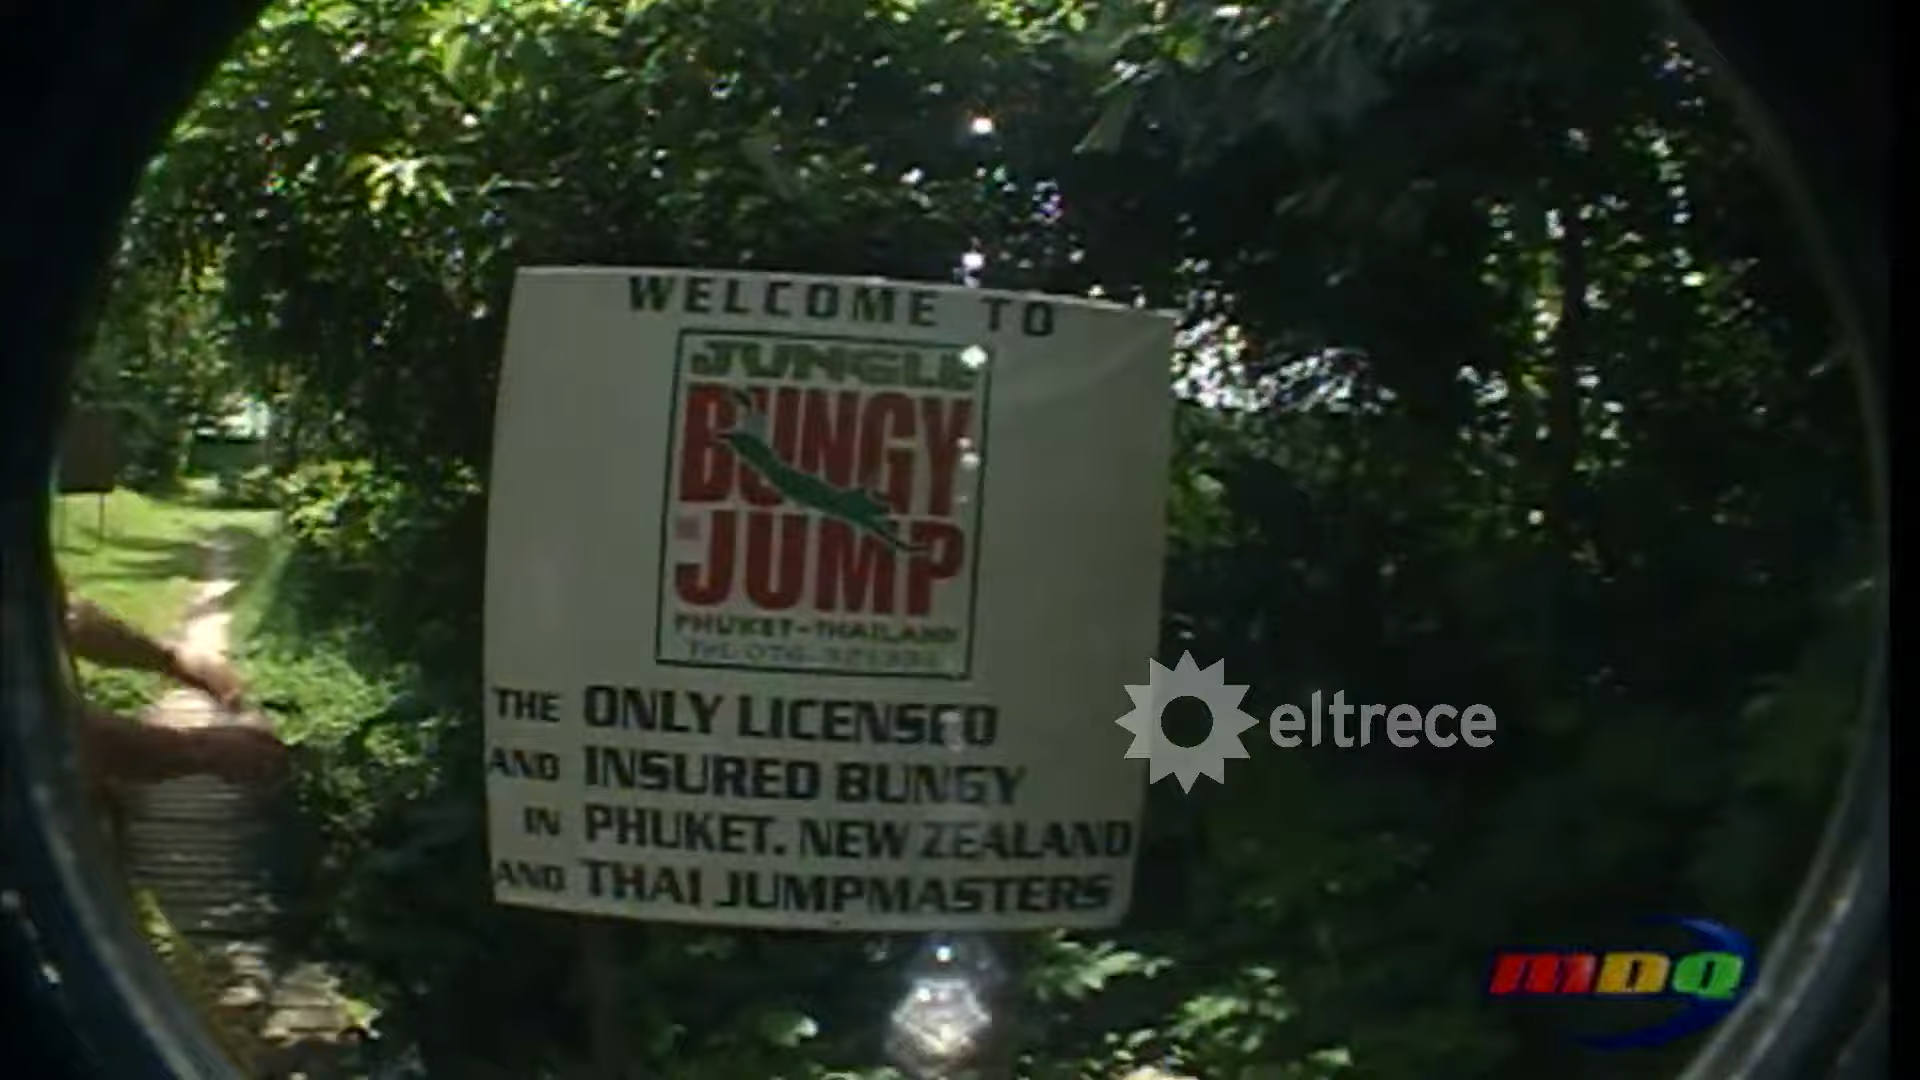 WELCOME TO
JUNGLE
BUNGY
JUMP
PHUKET-THAILAND
THE ONLY LICENSED
AND INSURED BUNGY
IN PHUKET. NEW ZEALAND
AND THAI JUMPMASTERS
eltrece
MDQ